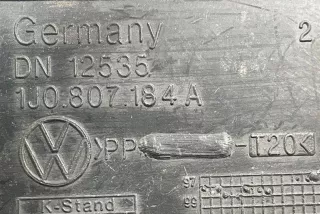 Germany 2
DN 12535
1J0.807.184 A
>PP -T20<
97
99
K-Stand